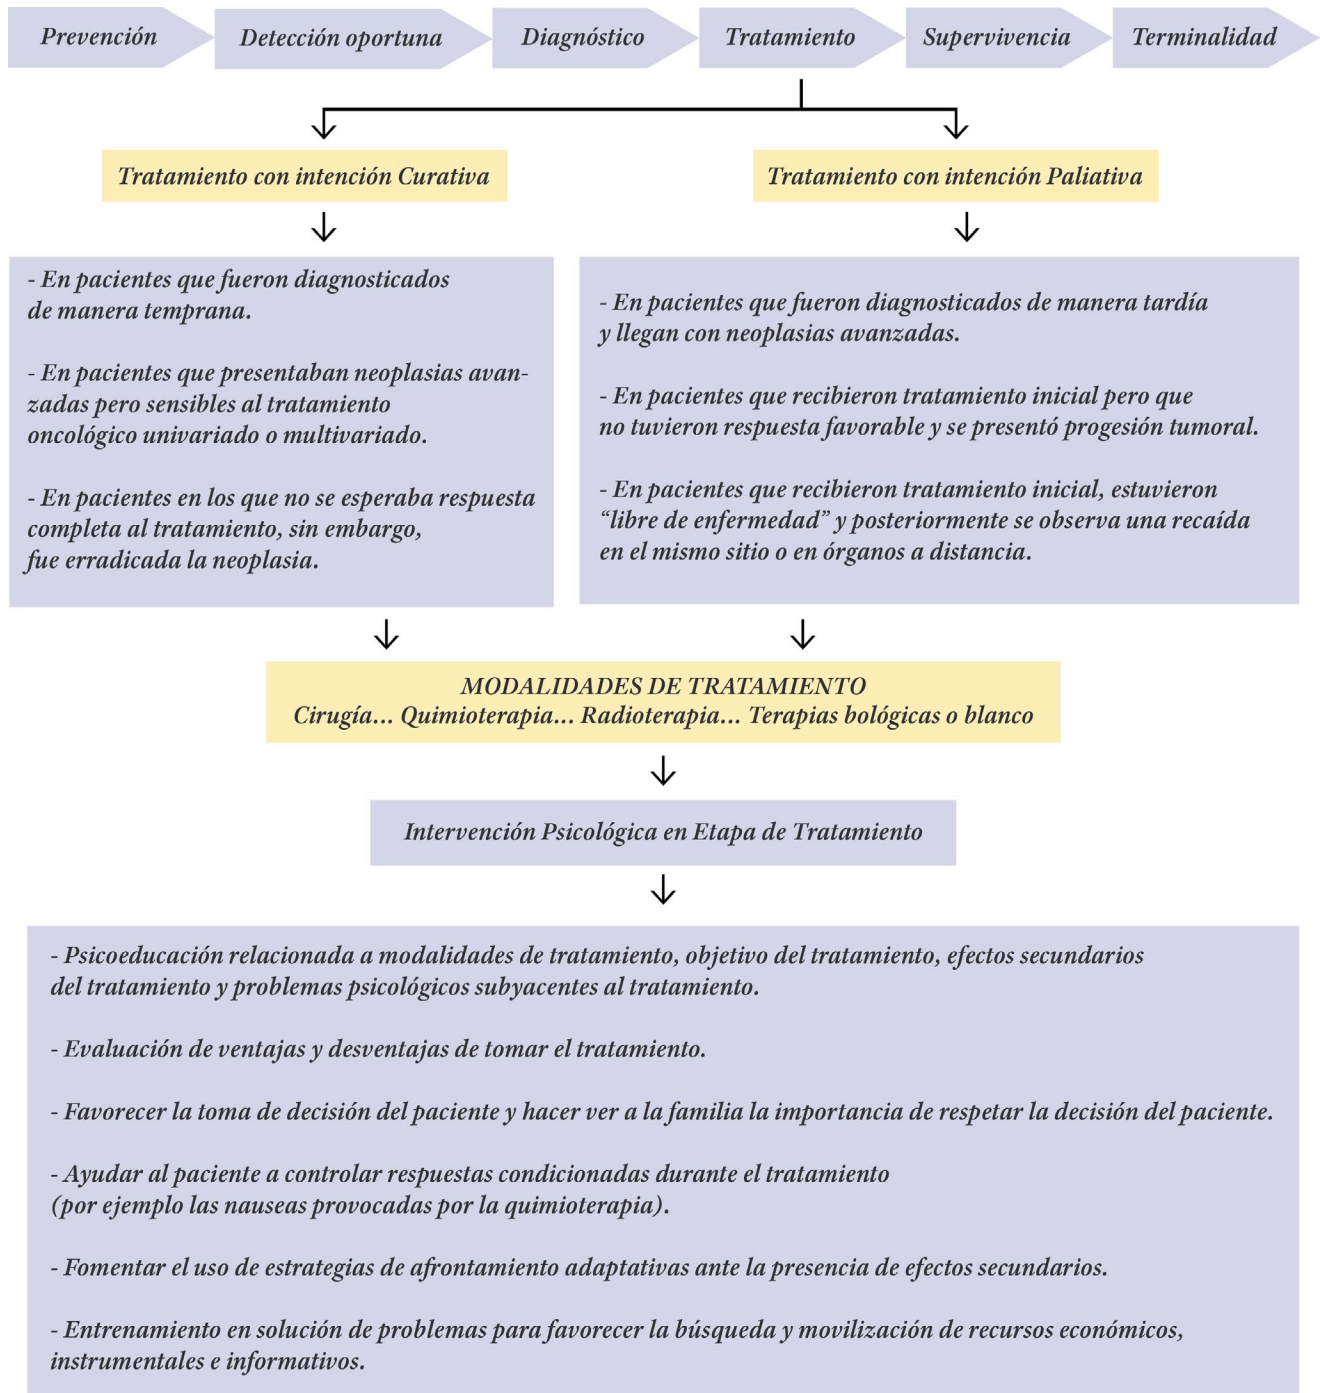 Prevención
Detección oportuna
Diagnóstico
Tratamiento
Supervivencia
Terminalidad
Tratamiento con intención Curativa
Tratamiento con intención Paliativa
- En pacientes que fueron diagnosticados
de manera temprana.
- En pacientes que presentaban neoplasias avan-
zadas pero sensibles al tratamiento
oncológico univariado o multivariado.
- En pacientes en los que no se esperaba respuesta
completa al tratamiento, sin embargo,
fue erradicada la neoplasia.
- En pacientes que fueron diagnosticados de manera tardía
y llegan con neoplasias avanzadas.
- En pacientes que recibieron tratamiento inicial pero que
no tuvieron respuesta favorable y se presentó progesión tumoral.
- En pacientes que recibieron tratamiento inicial, estuvieron
“libre de enfermedad” y posteriormente se observa una recaída
en el mismo sitio o en órganos a distancia.
MODALIDADES DE TRATAMIENTO
Cirugía… Quimioterapia… Radioterapia… Terapias bológicas o blanco
Intervención Psicológica en Etapa de Tratamiento
- Psicoeducación relacionada a modalidades de tratamiento, objetivo del tratamiento, efectos secundarios
del tratamiento y problemas psicológicos subyacentes al tratamiento.
- Evaluación de ventajas y desventajas de tomar el tratamiento.
- Favorecer la toma de decisión del paciente y hacer ver a la familia la importancia de respetar la decisión del paciente.
- Ayudar al paciente a controlar respuestas condicionadas durante el tratamiento
(por ejemplo las nauseas provocadas por la quimioterapia).
- Fomentar el uso de estrategias de afrontamiento adaptativas ante la presencia de efectos secundarios.
- Entrenamiento en solución de problemas para favorecer la búsqueda y movilización de recursos económicos,
instrumentales e informativos.